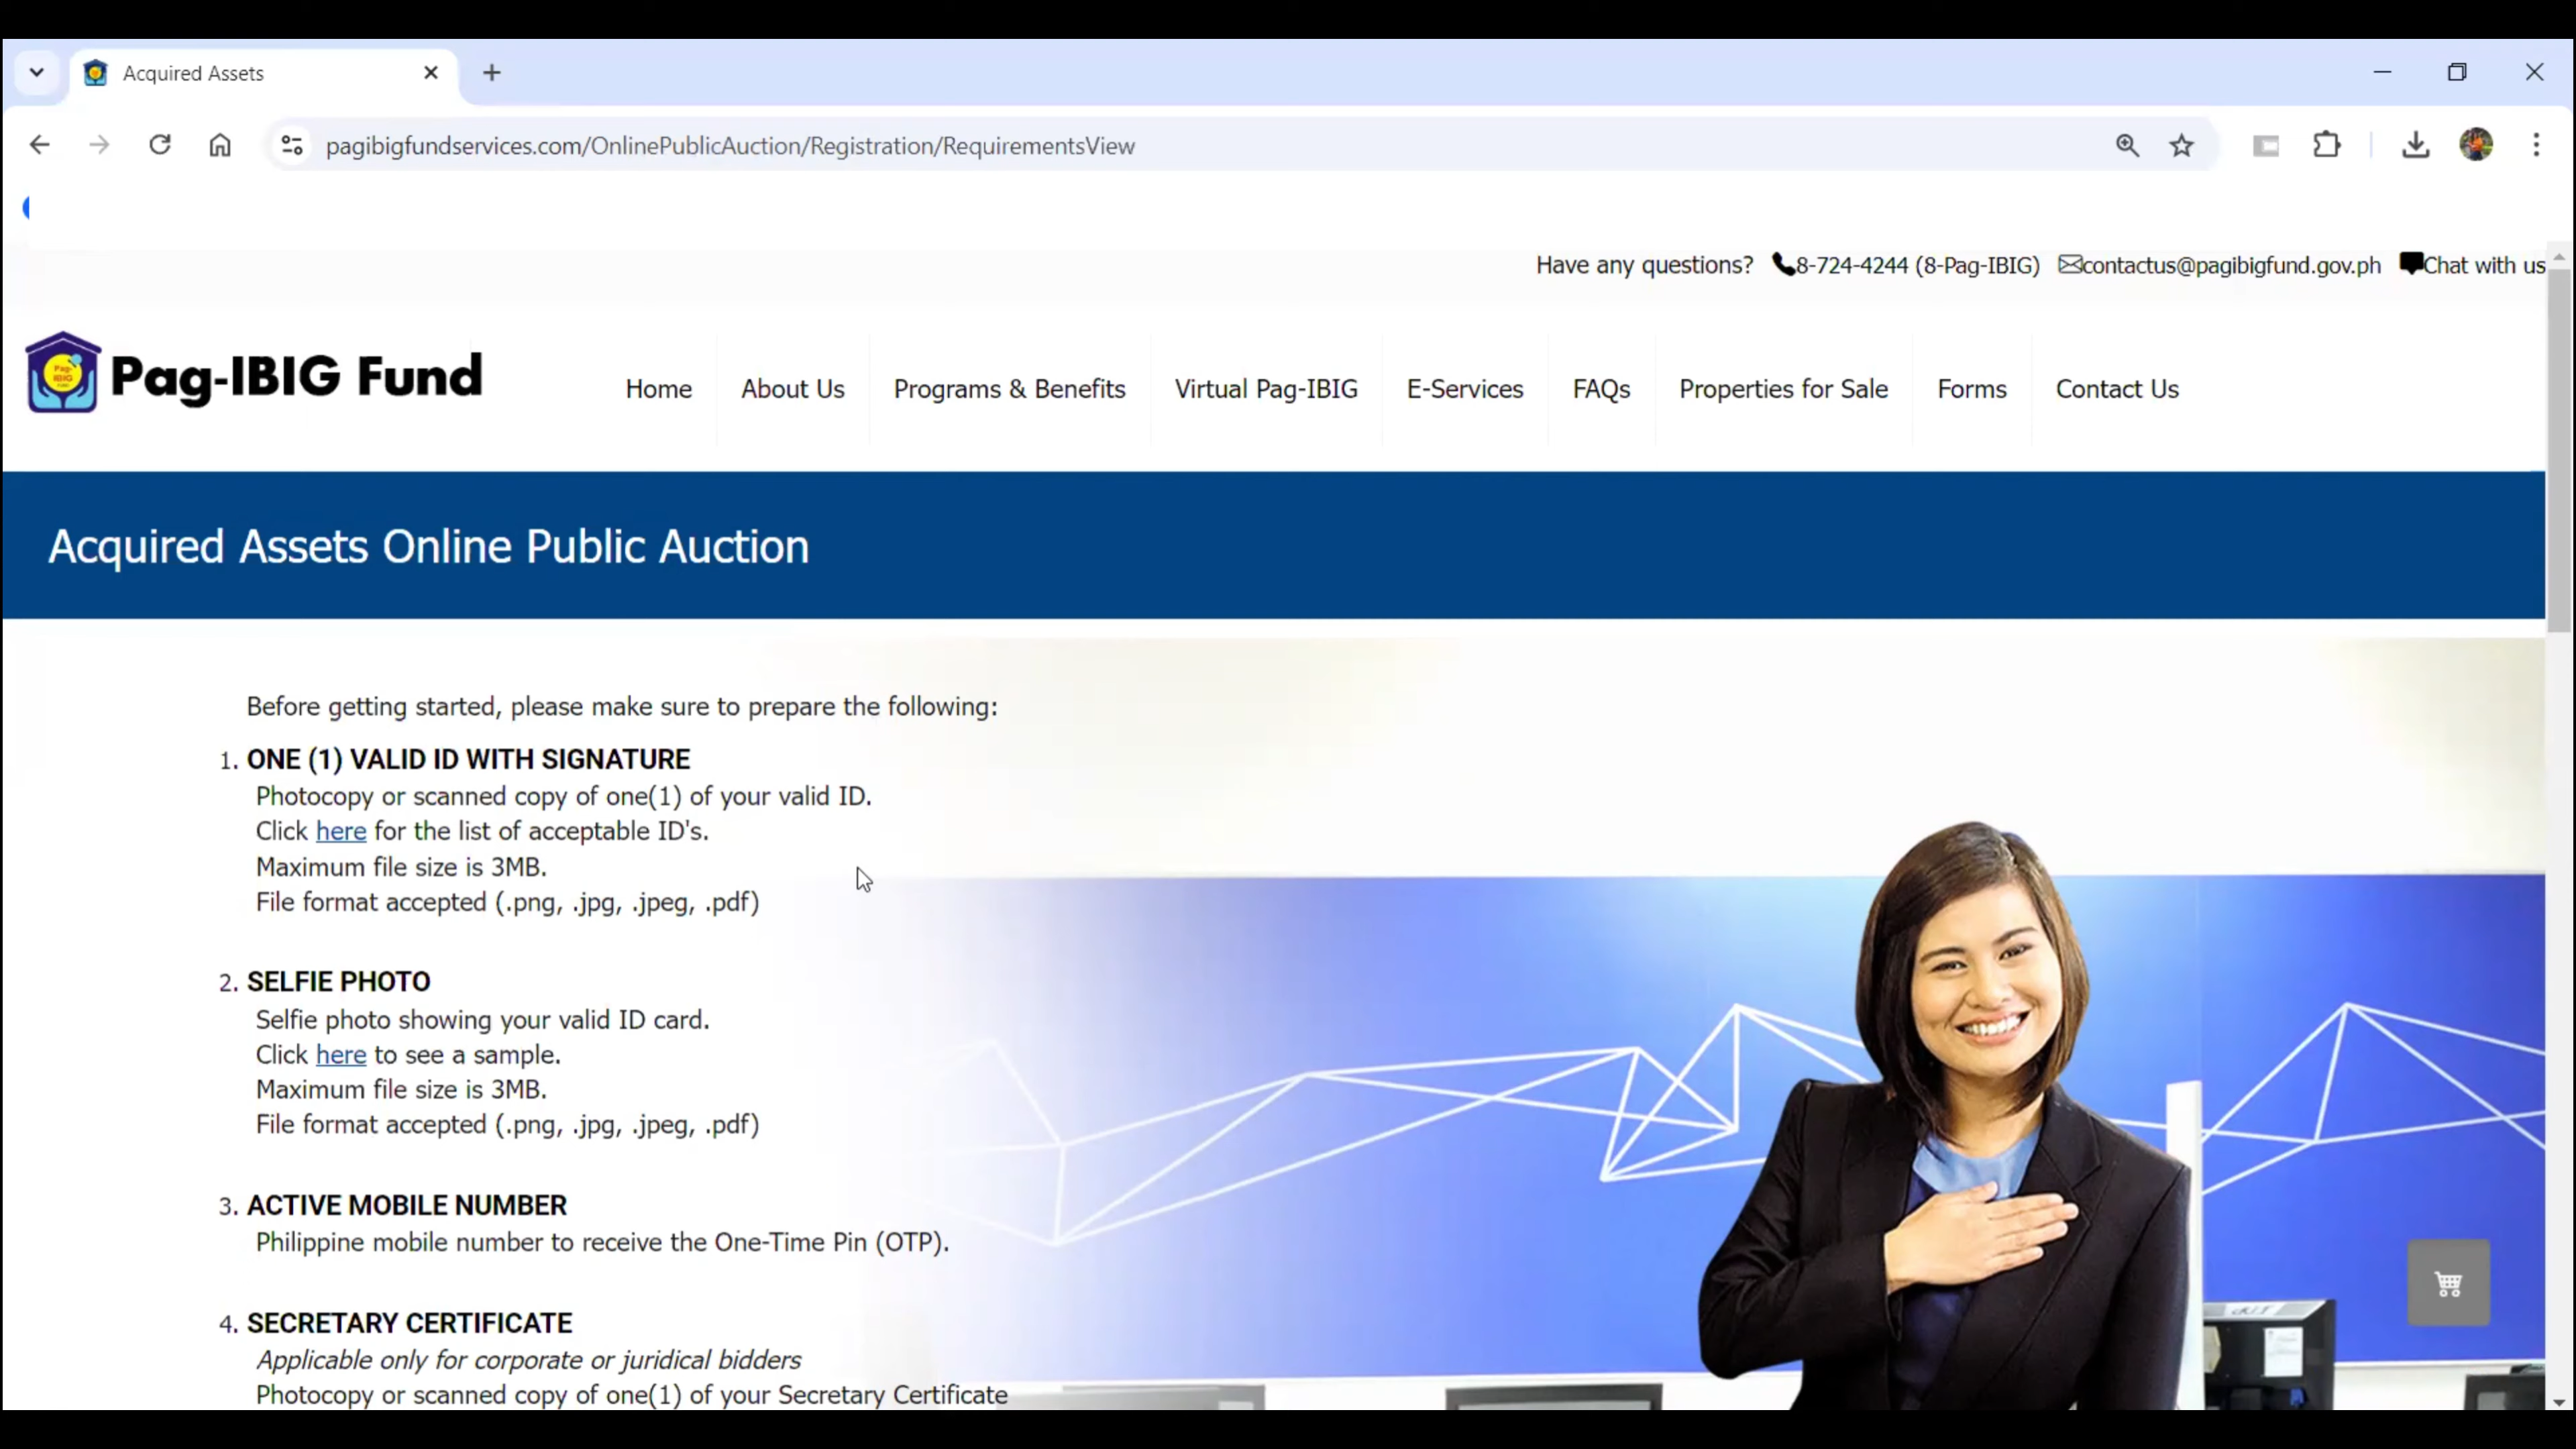 Acquired Assets
pagibigfundservices.com/OnlinePublicAuction/Registration/RequirementsView
Have any questions? 8-724-4244 (8-Pag-IBIG) contactus@pagibigfund.gov.ph Chat with us
Pag-IBIG Fund
Home About Us Programs & Benefits Virtual Pag-IBIG E-Services FAQs Properties for Sale Forms Contact Us
Acquired Assets Online Public Auction
Before getting started, please make sure to prepare the following:
1. ONE (1) VALID ID WITH SIGNATURE
Photocopy or scanned copy of one(1) of your valid ID.
Click here for the list of acceptable ID's.
Maximum file size is 3MB.
File format accepted (.png, .jpg, .jpeg, .pdf)
2. SELFIE PHOTO
Selfie photo showing your valid ID card.
Click here to see a sample.
Maximum file size is 3MB.
File format accepted (.png, .jpg, .jpeg, .pdf)
3. ACTIVE MOBILE NUMBER
Philippine mobile number to receive the One-Time Pin (OTP).
4. SECRETARY CERTIFICATE
Applicable only for corporate or juridical bidders
Photocopy or scanned copy of one(1) of your Secretary Certificate